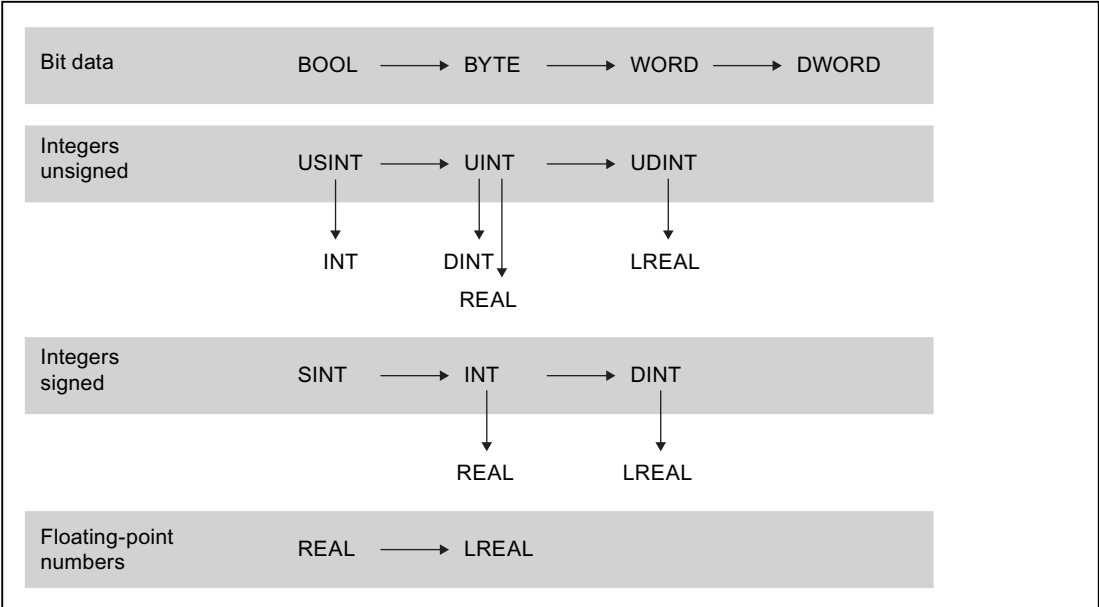 Bit data BOOL BYTE WORD DWORD
Integers
unsigned
USINT UINT UDINT
INT DINT LREAL
REAL
Integers
signed
SINT INT DINT
REAL LREAL
Floating-point
numbers
REAL LREAL